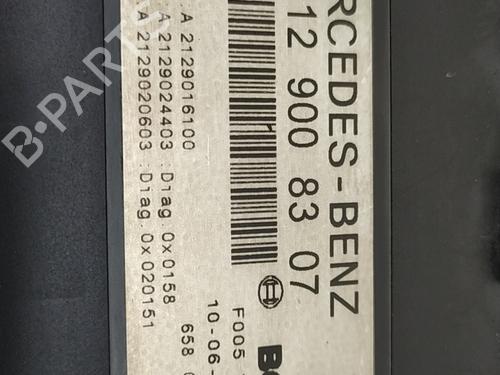 RCEDES-BENZ
12 900 83 07
A 2129016100
A 2129024403 : Diag. 0x0158
A 2129020603 : Diag. 0x020151
F005
10-06-
658
B-PARTS